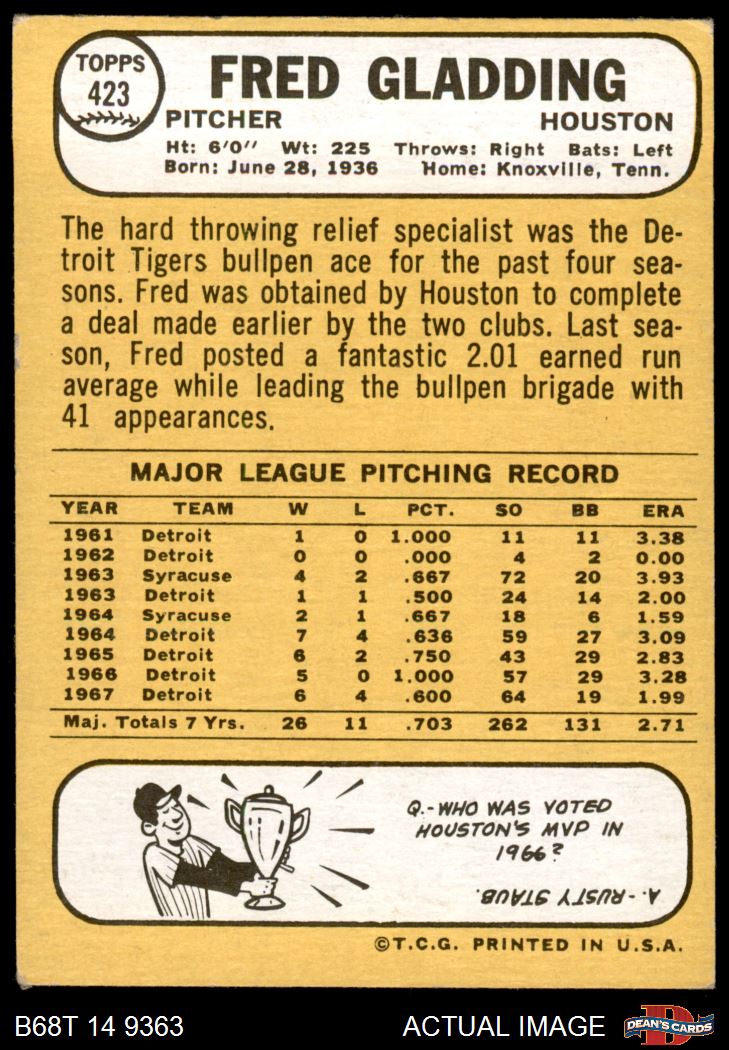 TOPPS
423
FRED GLADDING
PITCHER HOUSTON
Ht: 6'0" Wt: 225 Throws: Right Bats: Left
Born: June 28, 1936 Home: Knoxville, Tenn.
The hard throwing relief specialist was the De-
troit Tigers bullpen ace for the past four sea-
sons. Fred was obtained by Houston to complete
a deal made earlier by the two clubs. Last sea-
son, Fred posted a fantastic 2.01 earned run
average while leading the bullpen brigade with
41 appearances.
MAJOR LEAGUE PITCHING RECORD
YEAR TEAM W L PCT. SO BB ERA
1961 Detroit 1 0 1.000 11 11 3.38
1962 Detroit 0 0 .000 4 2 0.00
1963 Syracuse 4 2 .667 72 20 3.93
1963 Detroit 1 1 .500 24 14 2.00
1964 Syracuse 2 1 .667 18 6 1.59
1964 Detroit 7 4 .636 59 27 3.09
1965 Detroit 6 2 .750 43 29 2.83
1966 Detroit 5 0 1.000 57 29 3.28
1967 Detroit 6 4 .600 64 19 1.99
Maj. Totals 7 Yrs. 26 11 .703 262 131 2.71
Q.-WHO WAS VOTED
HOUSTON'S MVP IN
1966?
A.-RUSTY STAUB.
©T.C.G. PRINTED IN U.S.A.
B68T 14 9363 ACTUAL IMAGE
D
DEAN'S CARDS